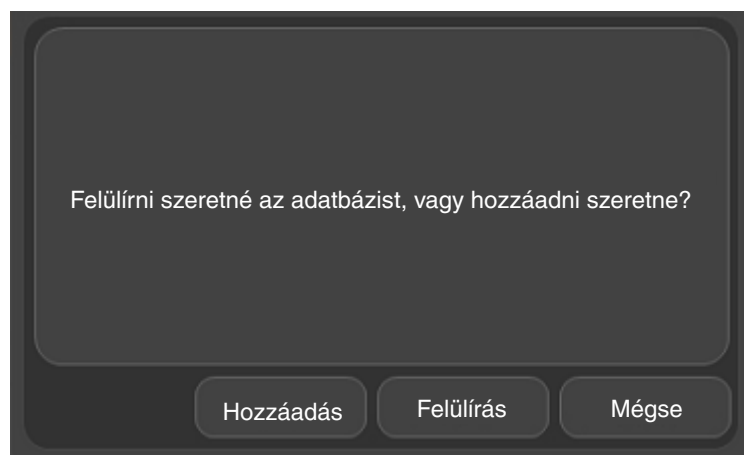 Felülírni szeretné az adatbázist, vagy hozzáadni szeretne?
Hozzáadás
Felülírás
Mégse